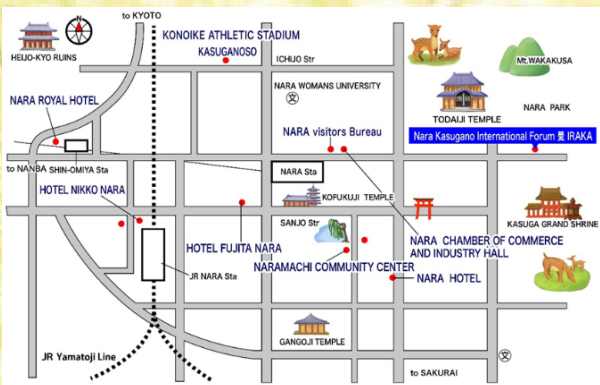 to KYOTO
KONOIKE ATHLETIC STADIUM
KASUGANOSO
HEIJO-KYO RUINS
ICHIJO Str
Mt.WAKAKUSA
NARA WOMANS UNIVERSITY
文
NARA ROYAL HOTEL
TODAIJI TEMPLE
NARA PARK
NARA visitors Bureau
Nara Kasugano International Forum 甍 IRAKA
to NANBA
SHIN-OMIYA Sta
NARA Sta
HOTEL NIKKO NARA
KOFUKUJI TEMPLE
SANJO Str
KASUGA GRAND SHRINE
HOTEL FUJITA NARA
NARA CHAMBER OF COMMERCE
AND INDUSTRY HALL
NARAMACHI COMMUNITY CENTER
JR NARA Sta
NARA HOTEL
GANGOJI TEMPLE
JR Yamatoji Line
文
to SAKURAI